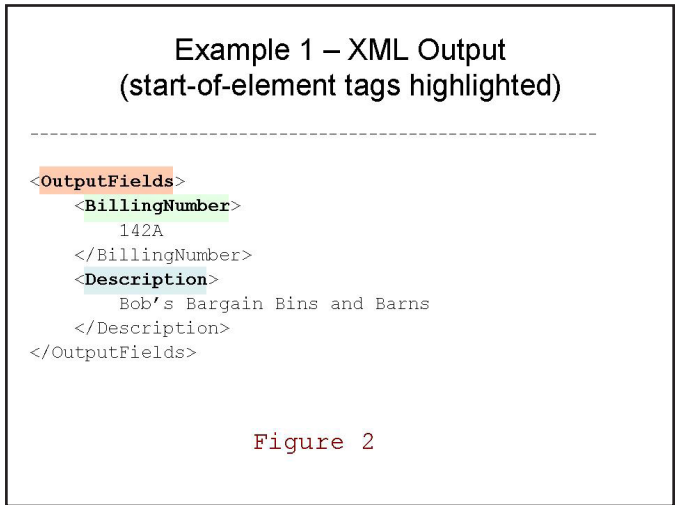 Example 1 – XML Output
(start-of-element tags highlighted)
---------------------------------------------------------
<OutputFields>
<BillingNumber>
142A
</BillingNumber>
<Description>
Bob’s Bargain Bins and Barns
</Description>
</OutputFields>
Figure 2